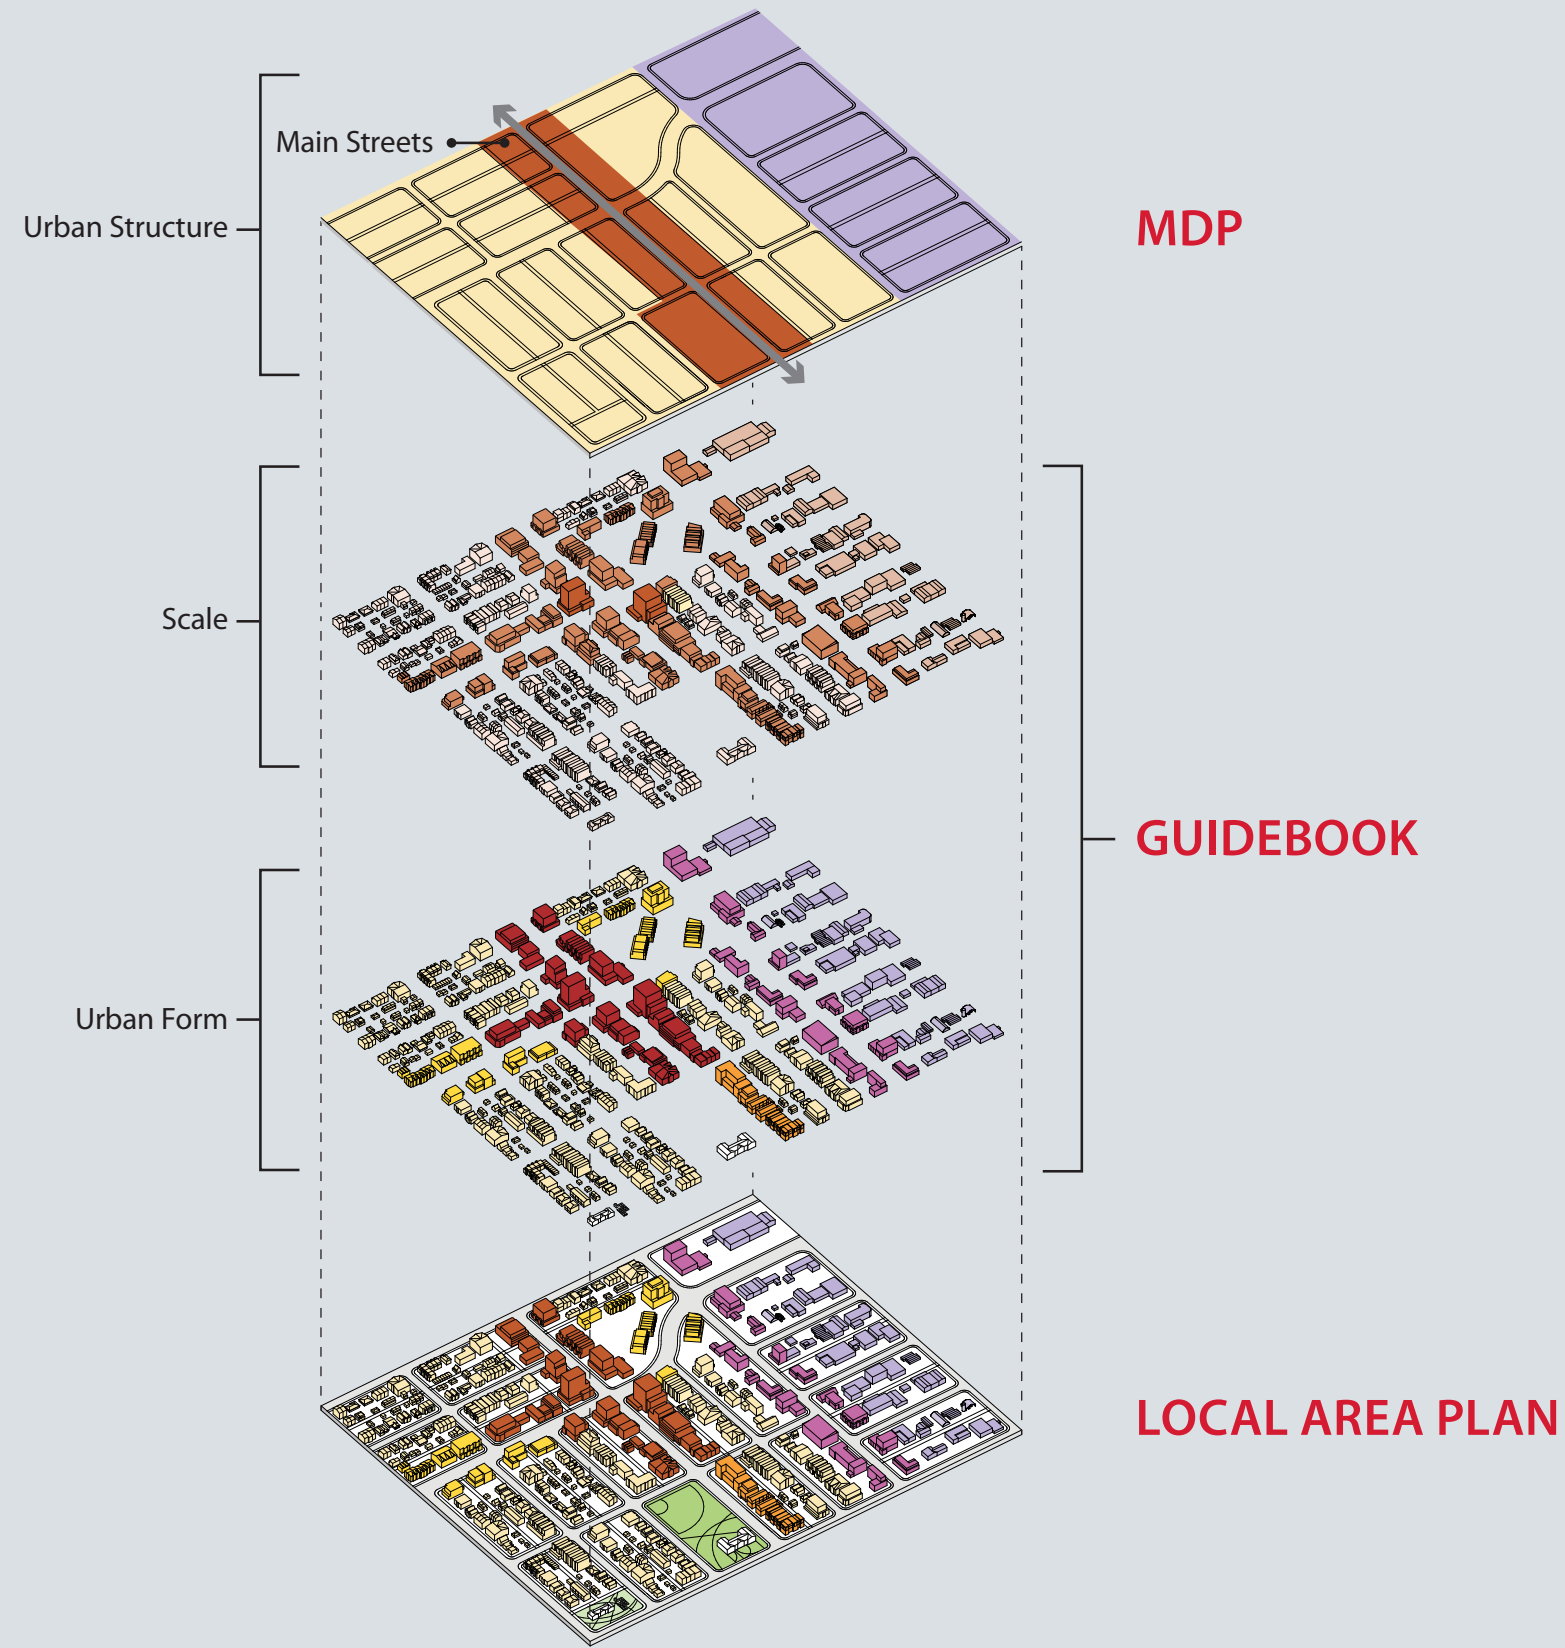 Main Streets
Urban Structure
MDP
Scale
GUIDEBOOK
Urban Form
LOCAL AREA PLAN